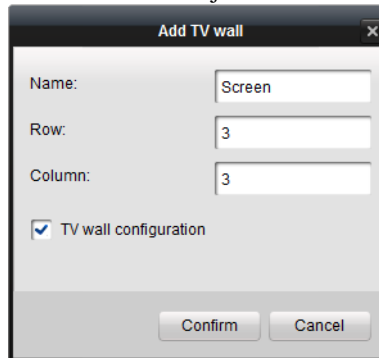 Add TV wall
Name: Screen
Row: 3
Column: 3
TV wall configuration
Confirm Cancel